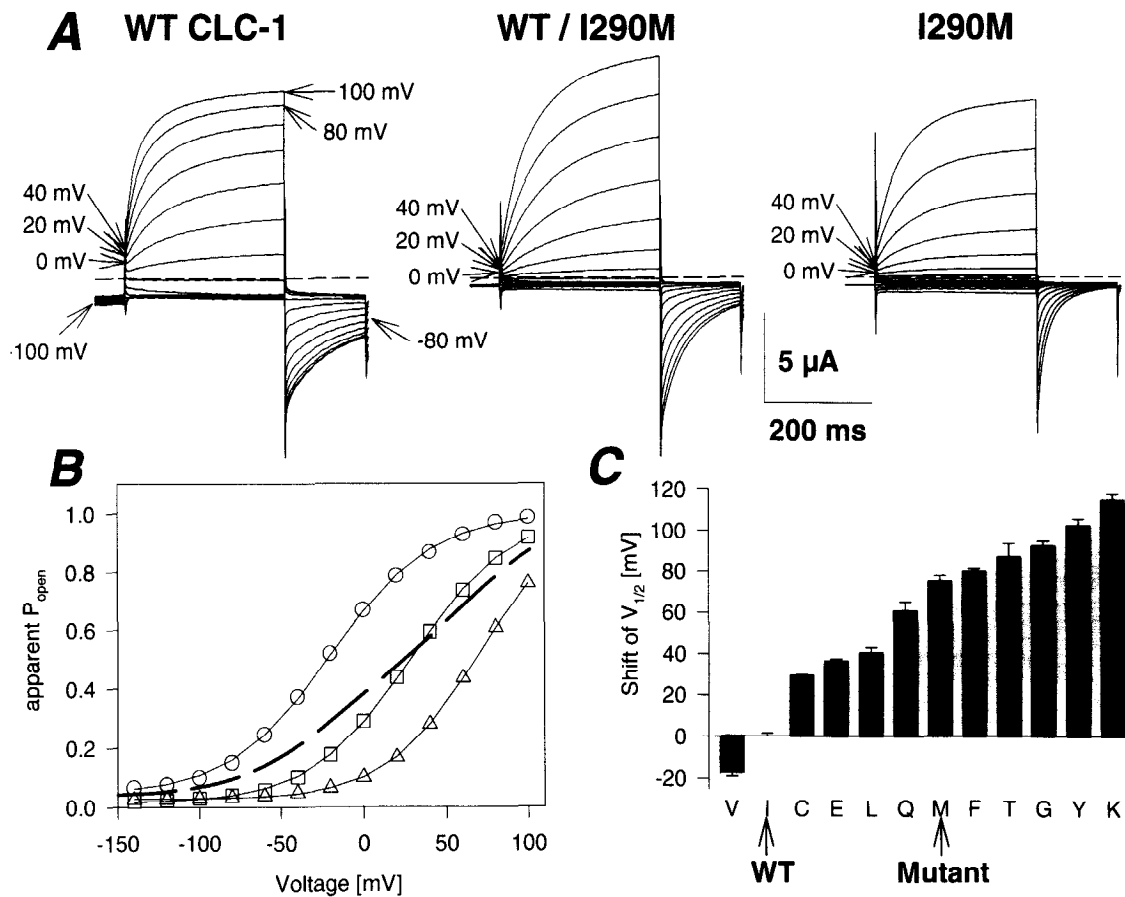 A
WT CLC-1
WT / I290M
I290M
100 mV
80 mV
40 mV
20 mV
0 mV
-100 mV
-80 mV
40 mV
20 mV
0 mV
40 mV
20 mV
0 mV
5 µA
200 ms
B
apparent Popen
1.0
0.8
0.6
0.4
0.2
0.0
-150
-100
-50
0
50
100
Voltage [mV]
C
Shift of V1/2 [mV]
120
100
80
60
40
20
0
-20
V I C E L Q M F T G Y K
WT
Mutant